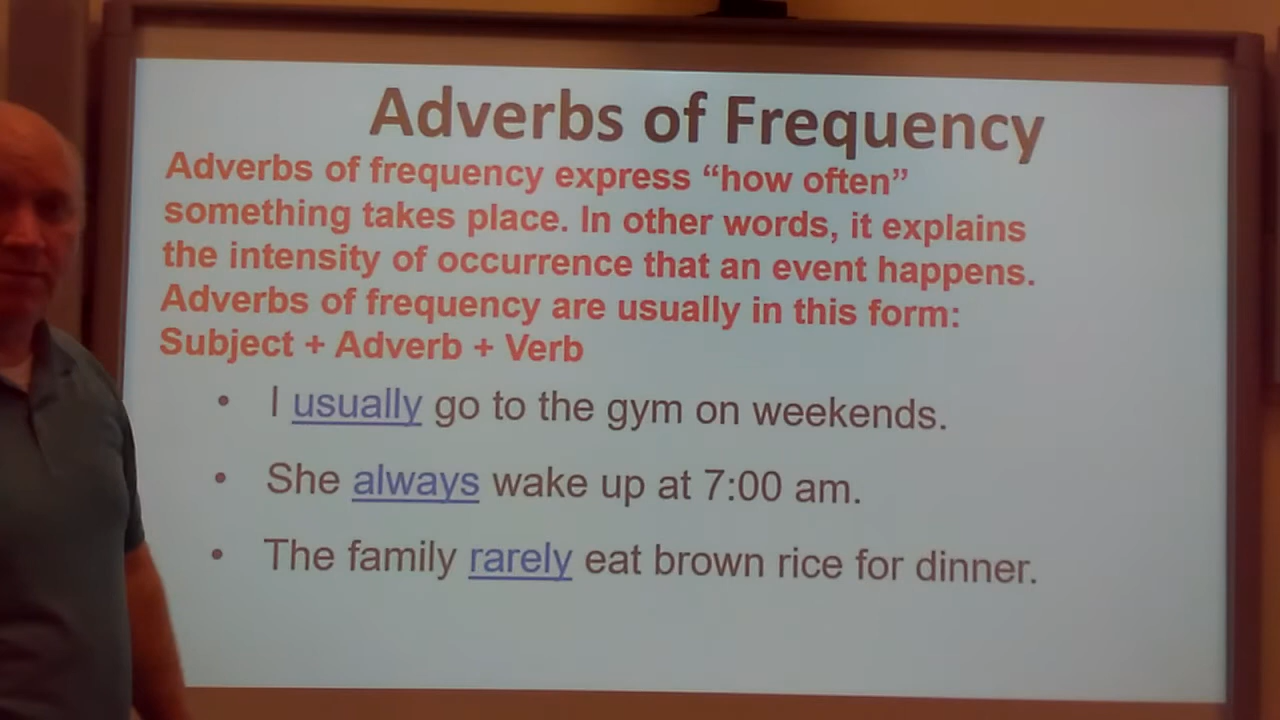 Adverbs of Frequency
Adverbs of frequency express “how often”
something takes place. In other words, it explains
the intensity of occurrence that an event happens.
Adverbs of frequency are usually in this form:
Subject + Adverb + Verb
• I usually go to the gym on weekends.
• She always wake up at 7:00 am.
• The family rarely eat brown rice for dinner.